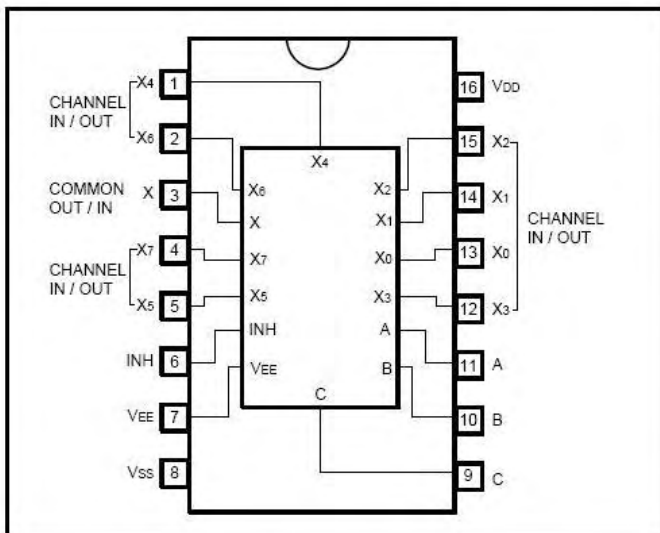 X4 1
CHANNEL
IN / OUT
X6 2
COMMON
OUT / IN
X 3
X7 4
CHANNEL
IN / OUT
X5 5
INH 6
VEE 7
VSS 8
X4
X6
X
X7
X5
INH
VEE
C
X2
X1
X0
X3
A
B
16 VDD
15 X2
14 X1
CHANNEL
IN / OUT
13 X0
12 X3
11 A
10 B
9 C